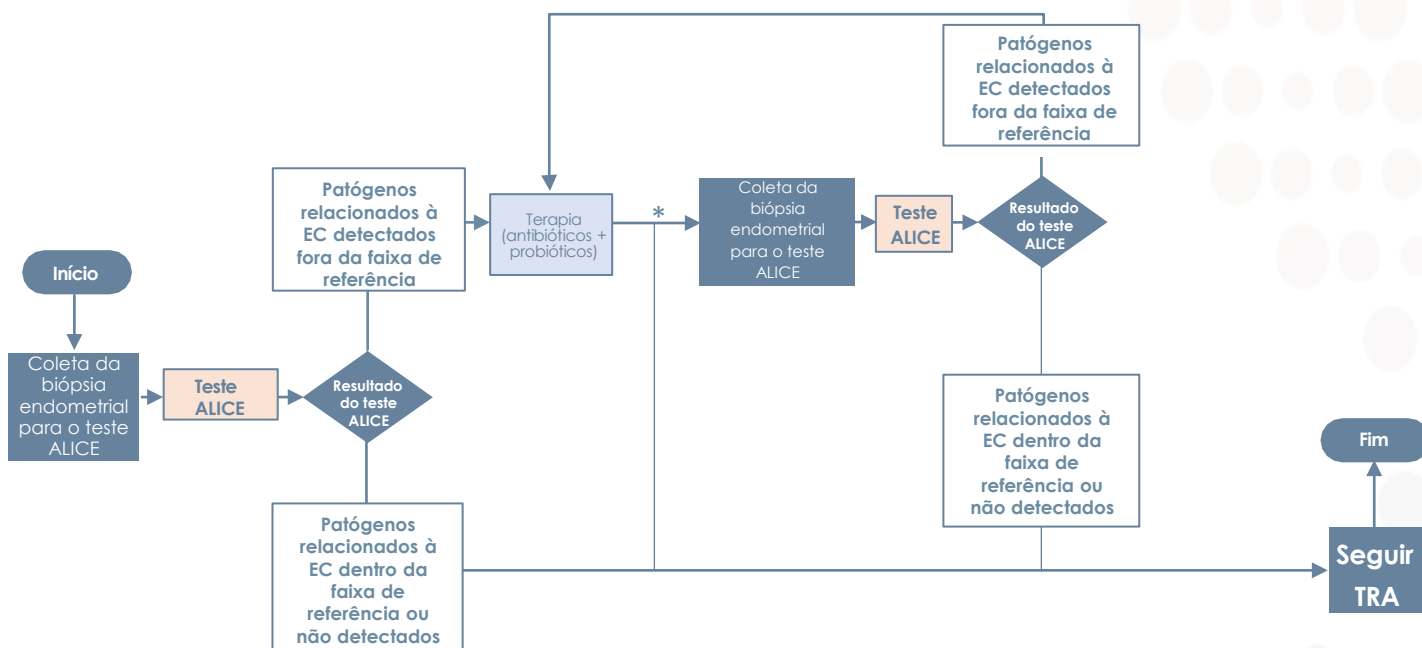 Início
Coleta da
biópsia
endometrial
para o teste
ALICE
Teste
ALICE
Resultado
do teste
ALICE
Patógenos
relacionados à
EC detectados
fora da faixa de
referência
Patógenos
relacionados à
EC dentro da
faixa de
referência ou
não detectados
Terapia
(antibióticos +
probióticos)
*
Coleta da
biópsia
endometrial
para o teste
ALICE
Teste
ALICE
Resultado
do teste
ALICE
Patógenos
relacionados à
EC detectados
fora da faixa de
referência
Patógenos
relacionados à
EC dentro da
faixa de
referência ou
não detectados
Seguir
TRA
Fim